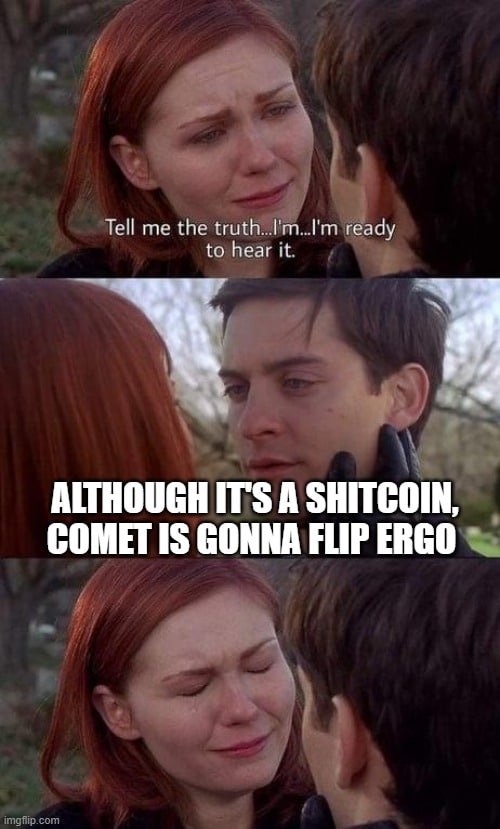 Tell me the truth...I'm...I'm ready
to hear it.
ALTHOUGH IT'S A SHITCOIN,
COMET IS GONNA FLIP ERGO
imgflip.com